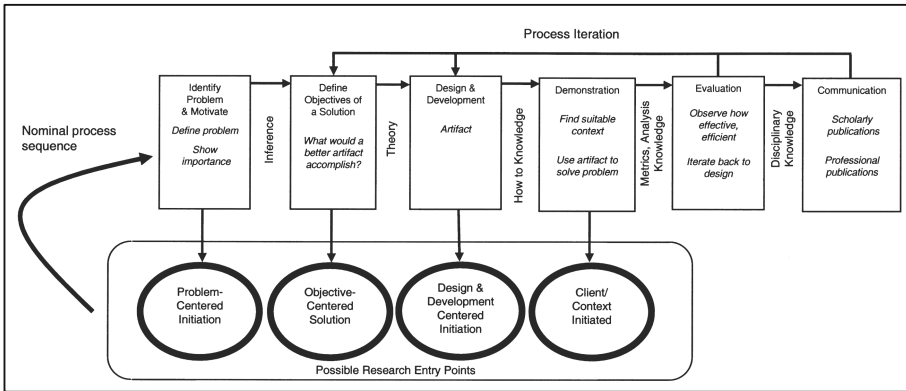 Process Iteration
Nominal process
sequence
Identify
Problem
& Motivate
Define problem
Show
importance
Inference
Define
Objectives of
a Solution
What would a
better artifact
accomplish?
Theory
Design &
Development
Artifact
How to Knowledge
Demonstration
Find suitable
context
Use artifact to
solve problem
Metrics, Analysis
Knowledge
Evaluation
Observe how
effective,
efficient
Iterate back to
design
Disciplinary
Knowledge
Communication
Scholarly
publications
Professional
publications
Problem-
Centered
Initiation
Objective-
Centered
Solution
Design &
Development
Centered
Initiation
Client/
Context
Initiated
Possible Research Entry Points